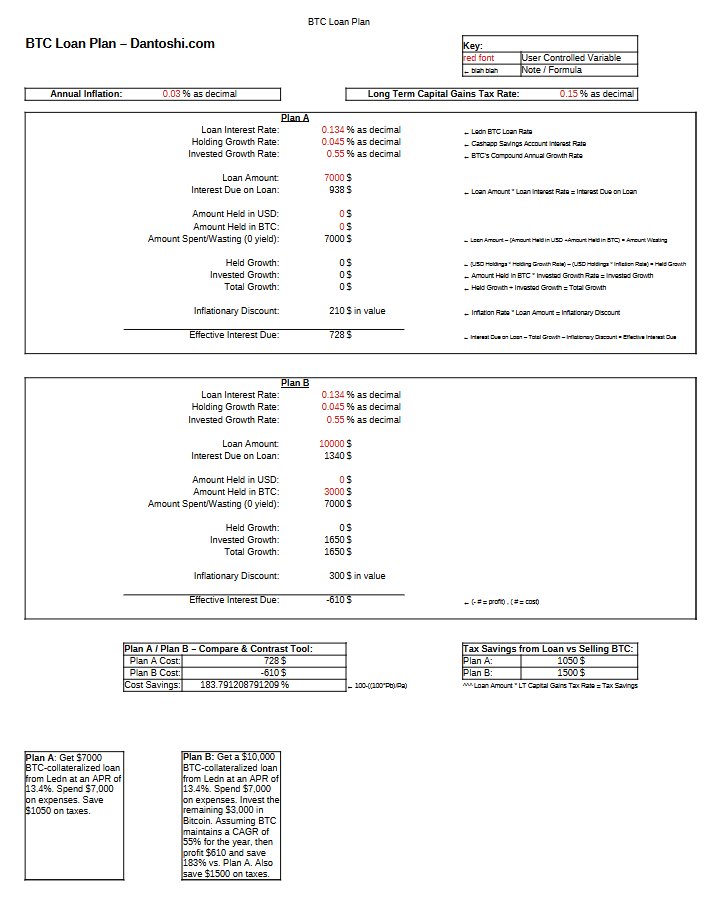 BTC Loan Plan
BTC Loan Plan – Dantoshi.com
Key:
red font User Controlled Variable
← blah blah Note / Formula
Annual Inflation: 0.03 % as decimal Long Term Capital Gains Tax Rate: 0.15 % as decimal
Plan A
Loan Interest Rate: 0.134 % as decimal ← Ledn BTC Loan Rate
Holding Growth Rate: 0.045 % as decimal ← Cashapp Savings Account Interest Rate
Invested Growth Rate: 0.55 % as decimal ← BTC's Compound Annual Growth Rate
Loan Amount: 7000 $
Interest Due on Loan: 938 $ ← Loan Amount * Loan Interest Rate = Interest Due on Loan
Amount Held in USD: 0 $
Amount Held in BTC: 0 $
Amount Spent/Wasting (0 yield): 7000 $ ← Loan Amount – (Amount Held in USD +Amount Held in BTC) = Amount Wasting
Held Growth: 0 $ ← (USD Holdings * Holding Growth Rate) – (USD Holdings * Inflation Rate) = Held Growth
Invested Growth: 0 $ ← Amount Held in BTC * Invested Growth Rate = Invested Growth
Total Growth: 0 $ ← Held Growth + Invested Growth = Total Growth
Inflationary Discount: 210 $ in value ← Inflation Rate * Loan Amount = Inflationary Discount
Effective Interest Due: 728 $ ← Interest Due on Loan – Total Growth – Inflationary Discount = Effective Interest Due
Plan B
Loan Interest Rate: 0.134 % as decimal
Holding Growth Rate: 0.045 % as decimal
Invested Growth Rate: 0.55 % as decimal
Loan Amount: 10000 $
Interest Due on Loan: 1340 $
Amount Held in USD: 0 $
Amount Held in BTC: 3000 $
Amount Spent/Wasting (0 yield): 7000 $
Held Growth: 0 $
Invested Growth: 1650 $
Total Growth: 1650 $
Inflationary Discount: 300 $ in value
Effective Interest Due: -610 $ ← (- # = profit) , ( # = cost)
Plan A / Plan B – Compare & Contrast Tool: Tax Savings from Loan vs Selling BTC:
Plan A Cost: 728 $ Plan A: 1050 $
Plan B Cost: -610 $ Plan B: 1500 $
Cost Savings: 183.791208791209 % ← 100-((100*Pb)/Pa) ^^^ Loan Amount * LT Capital Gains Tax Rate = Tax Savings
Plan A: Get $7000
BTC-collateralized loan
from Ledn at an APR of
13.4%. Spend $7,000
on expenses. Save
$1050 on taxes.
Plan B: Get a $10,000
BTC-collateralized loan
from Ledn at an APR of
13.4%. Spend $7,000
on expenses. Invest the
remaining $3,000 in
Bitcoin. Assuming BTC
maintains a CAGR of
55% for the year, then
profit $610 and save
183% vs. Plan A. Also
save $1500 on taxes.